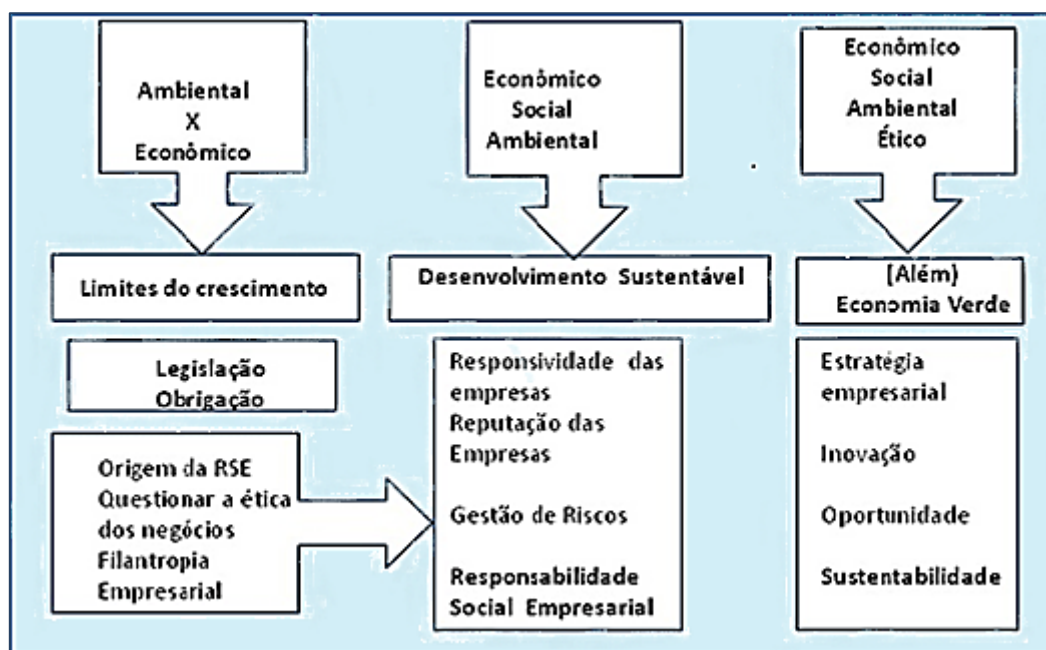 Ambiental
X
Econômico
Limites do crescimento
Legislação
Obrigação
Origem da RSE
Questionar a ética
dos negócios
Filantropia
Empresarial
Econômico
Social
Ambiental
Desenvolvimento Sustentável
Responsividade das
empresas
Reputação das
Empresas
Gestão de Riscos
Responsabilidade
Social Empresarial
Econômico
Social
Ambiental
Ético
(Além)
Economia Verde
Estratégia
empresarial
Inovação
Oportunidade
Sustentabilidade